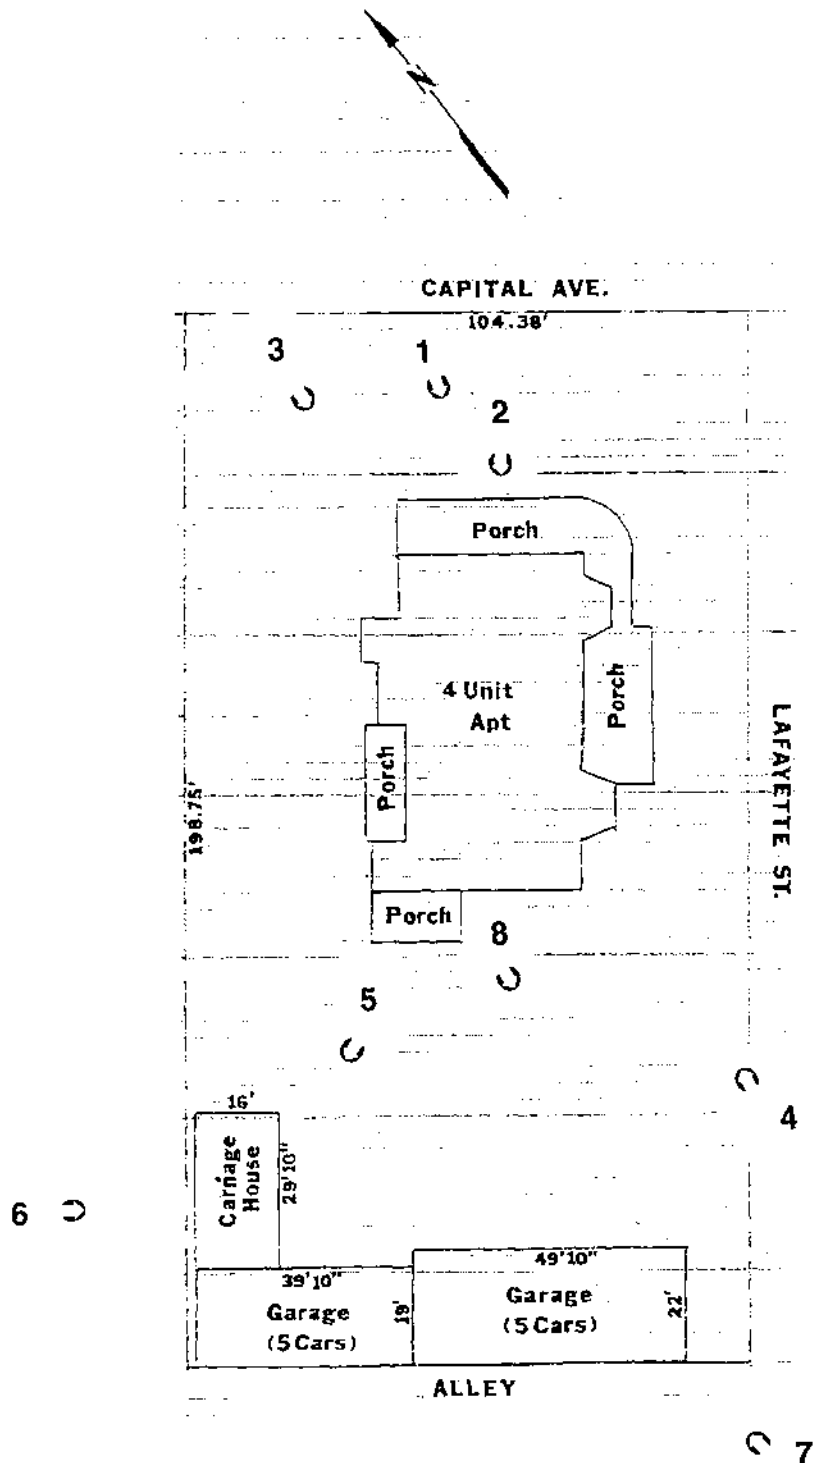 N
CAPITAL AVE.
104.38'
3
1
2
Porch
4 Unit
Apt
Porch
LAFAYETTE ST.
Porch
198.75'
Porch
8
5
4
16'
Carriage
House
29'10"
6
39'10"
Garage
(5 Cars)
19'
49'10"
Garage
(5 Cars)
22'
ALLEY
7